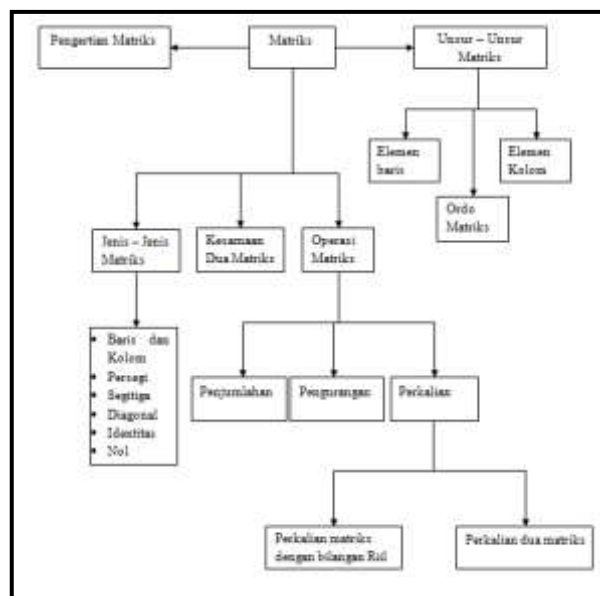 Pengertian Matriks
Matriks
Unsur – Unsur
Matriks
Elemen
baris
Elemen
Kolom
Ordo
Matriks
Jenis – Jenis
Matriks
Kesamaan
Dua Matriks
Operasi
Matriks
• Baris dan
Kolom
• Persegi
• Segitiga
• Diagonal
• Identitas
• Nol
Penjumlahan
Pengurangan
Perkalian
Perkalian matriks
dengan bilangan Riil
Perkalian dua matriks